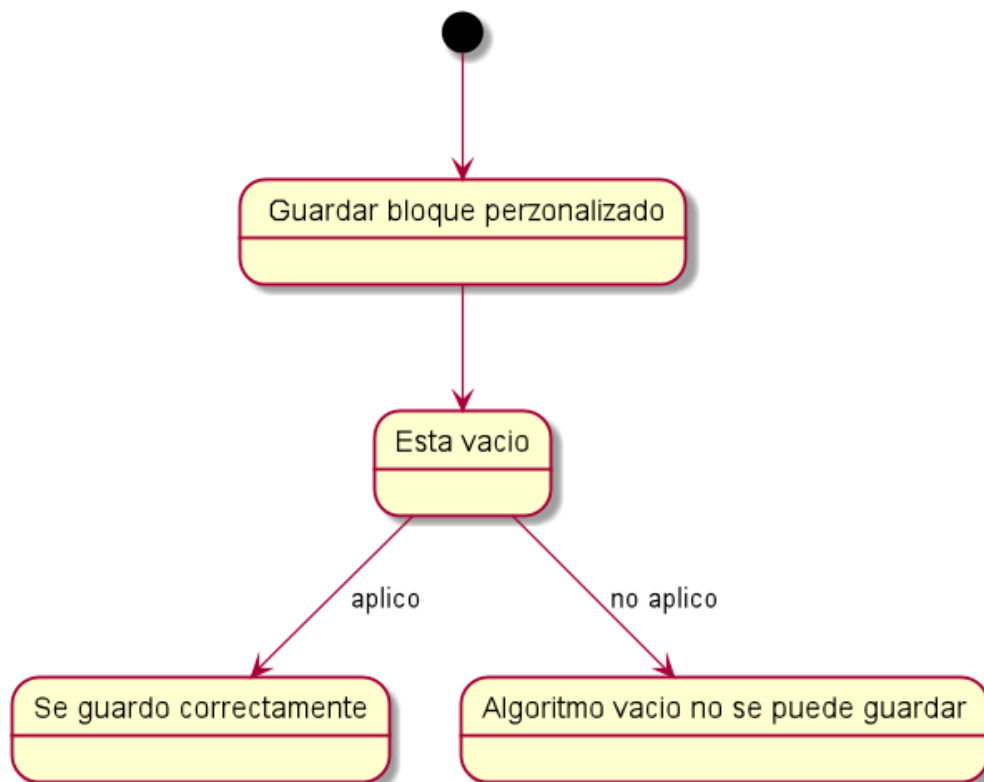 Guardar bloque perzonalizado
Esta vacio
aplico
no aplico
Se guardo correctamente
Algoritmo vacio no se puede guardar